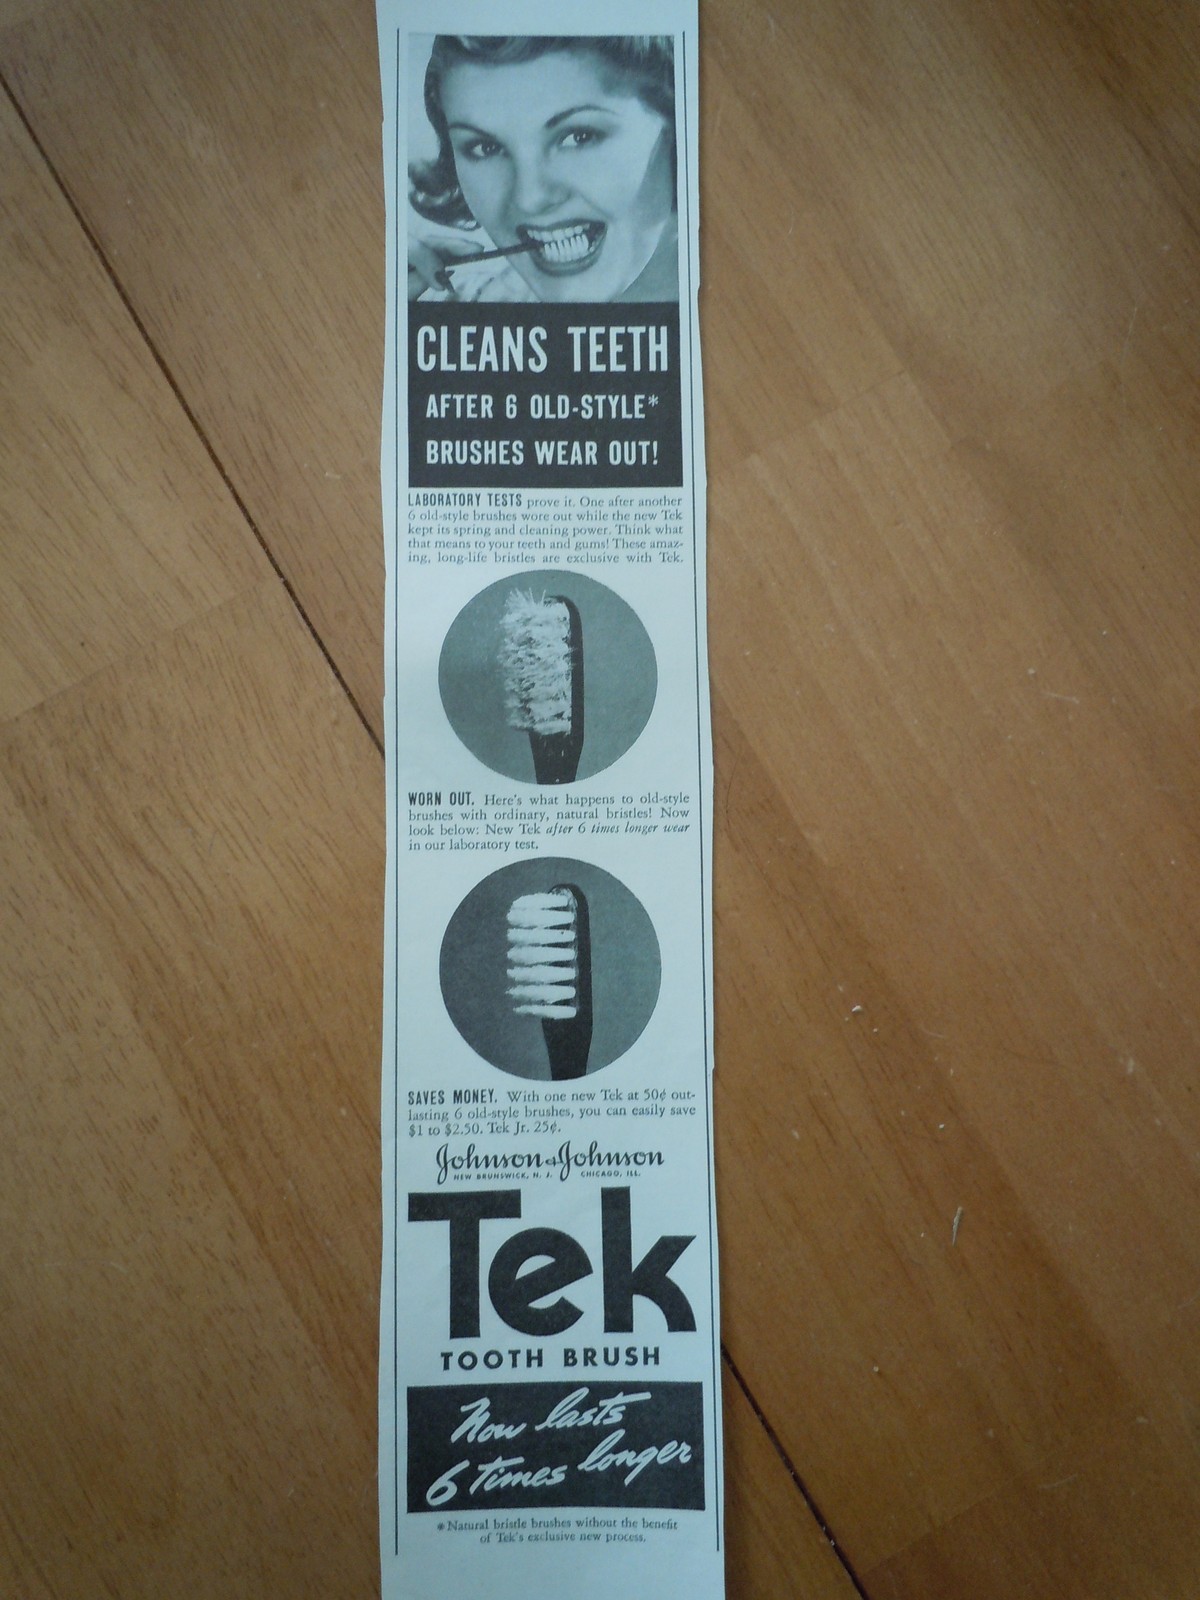 CLEANS TEETH
AFTER 6 OLD-STYLE*
BRUSHES WEAR OUT!
LABORATORY TESTS prove it. One after another
6 old-style brushes wore out while the new Tek
kept its spring and cleaning power. Think what
that means to your teeth and gums! These amaz-
ing, long-life bristles are exclusive with Tek.
WORN OUT. Here's what happens to old-style
brushes with ordinary, natural bristles! Now
look below: New Tek after 6 times longer wear
in our laboratory test.
SAVES MONEY. With one new Tek at 50¢ out-
lasting 6 old-style brushes, you can easily save
$1 to $2.50. Tek Jr. 25¢.
Johnson & Johnson
NEW BRUNSWICK, N. J. CHICAGO, ILL.
Tek
TOOTH BRUSH
Now lasts
6 times longer
*Natural bristle brushes without the benefit
of Tek's exclusive new process.